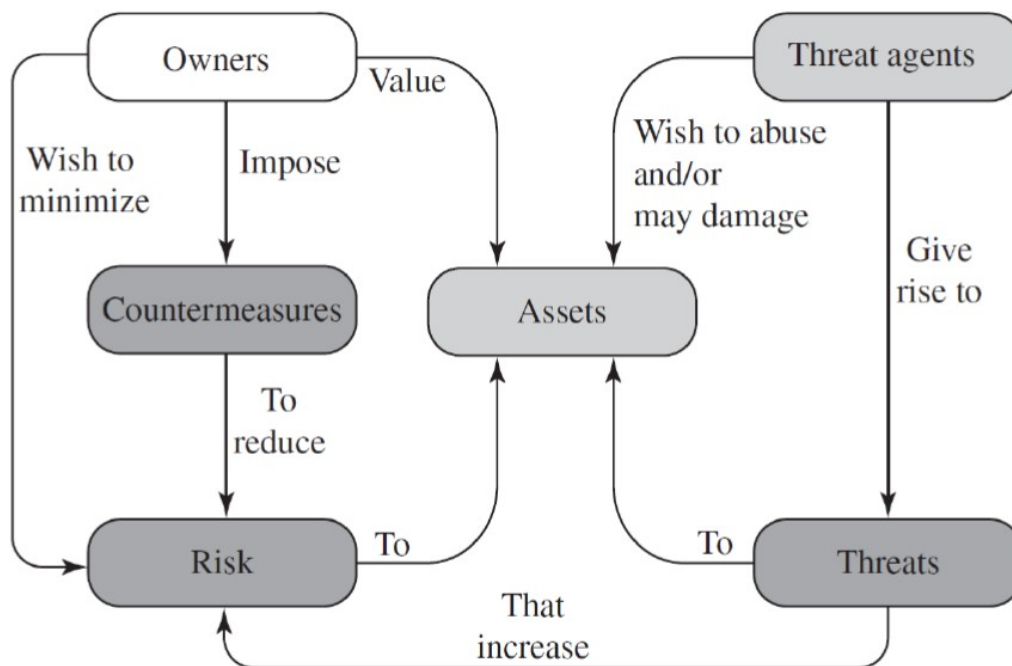 Owners
Value
Threat agents
Wish to
minimize
Impose
Wish to abuse
and/or
may damage
Give
rise to
Countermeasures
Assets
To
reduce
Risk
To
To
Threats
That
increase